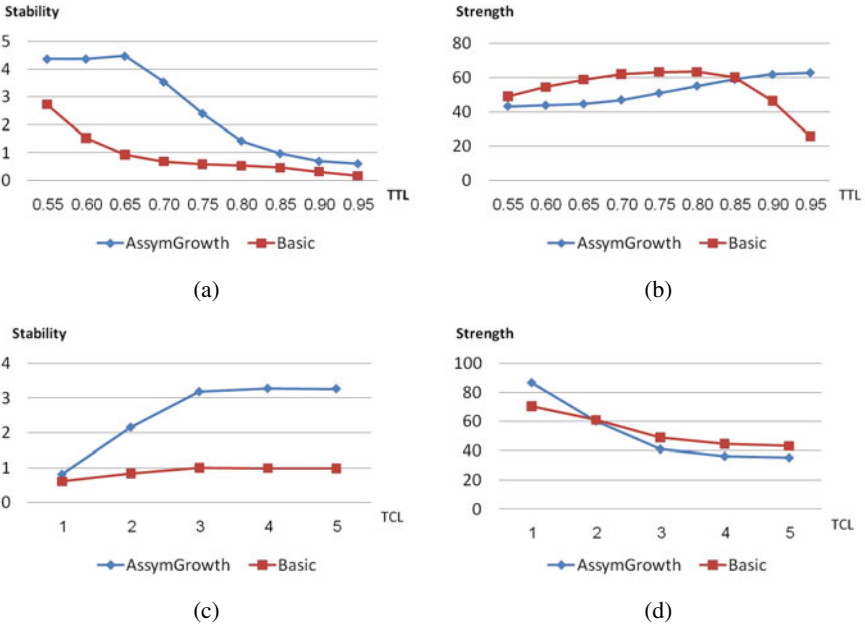 Stability
5
4
3
2
1
0
TTL
0.55 0.60 0.65 0.70 0.75 0.80 0.85 0.90 0.95
AssymGrowth Basic
(a)
Strength
80
60
40
20
0
TTL
0.55 0.60 0.65 0.70 0.75 0.80 0.85 0.90 0.95
AssymGrowth Basic
(b)
Stability
4
3
2
1
0
1 2 3 4 5 TCL
AssymGrowth Basic
(c)
Strength
100
80
60
40
20
0
1 2 3 4 5 TCL
AssymGrowth Basic
(d)